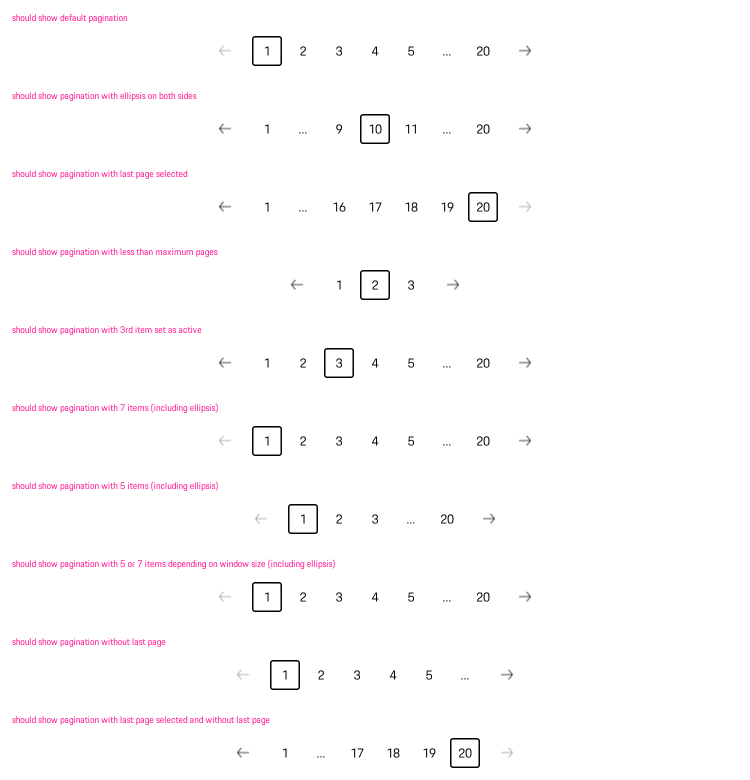 should show default pagination
← 1 2 3 4 5 ... 20 →
should show pagination with ellipsis on both sides
← 1 ... 9 10 11 ... 20 →
should show pagination with last page selected
← 1 ... 16 17 18 19 20 →
should show pagination with less than maximum pages
← 1 2 3 →
should show pagination with 3rd item set as active
← 1 2 3 4 5 ... 20 →
should show pagination with 7 items (including ellipsis)
← 1 2 3 4 5 ... 20 →
should show pagination with 5 items (including ellipsis)
← 1 2 3 ... 20 →
should show pagination with 5 or 7 items depending on window size (including ellipsis)
← 1 2 3 4 5 ... 20 →
should show pagination without last page
← 1 2 3 4 5 ... →
should show pagination with last page selected and without last page
← 1 ... 17 18 19 20 →